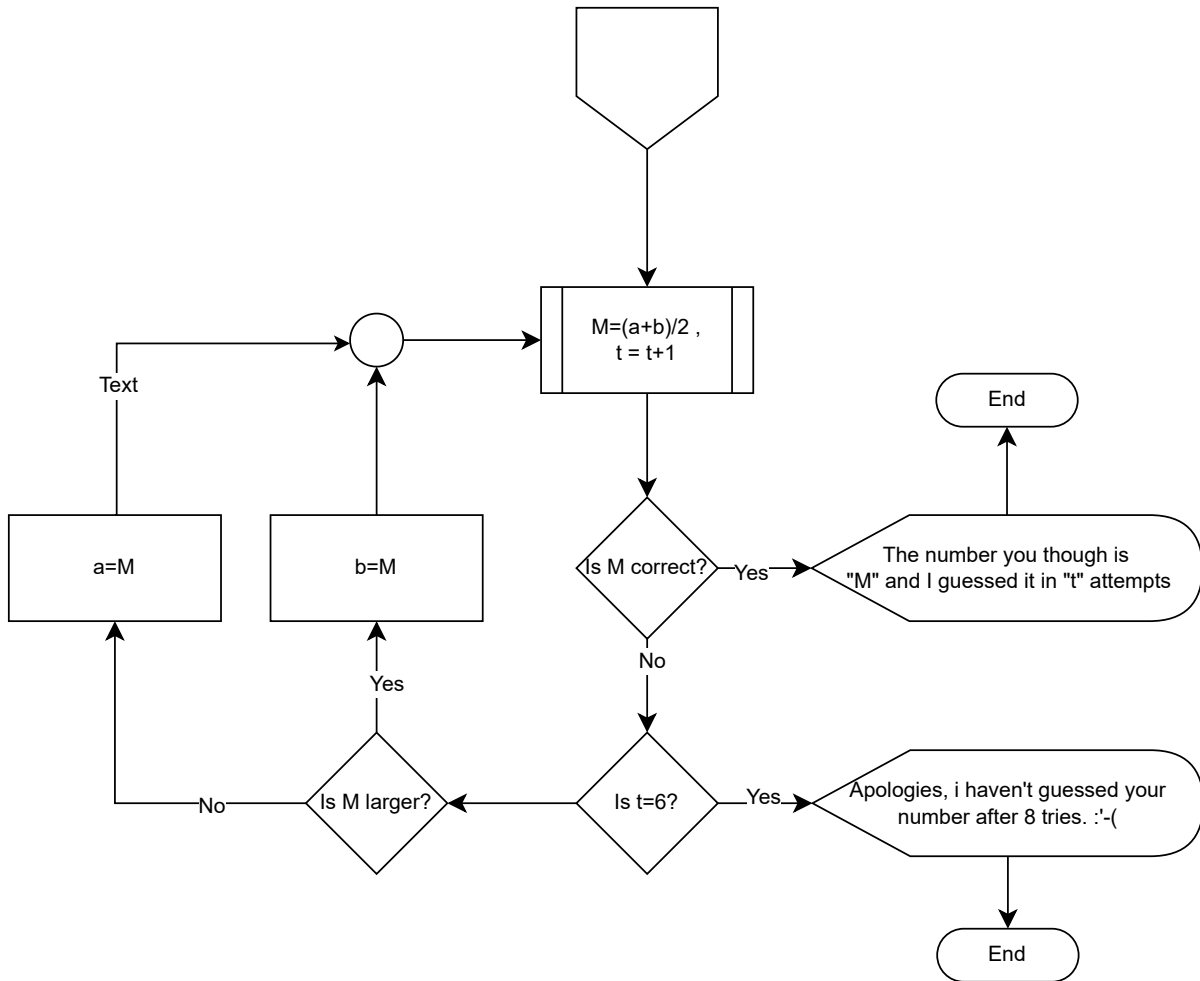 M=(a+b)/2 ,
t = t+1
Text
End
a=M
b=M
Is M correct?
Yes
The number you though is
"M" and I guessed it in "t" attempts
No
Yes
Is M larger?
No
Is t=6?
Yes
Apologies, i haven't guessed your
number after 8 tries. :'-(
End